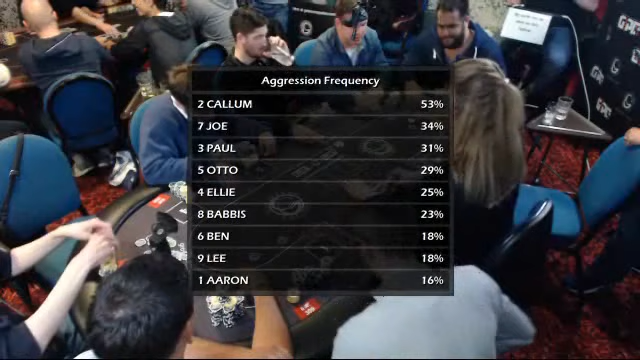 Aggression Frequency
2 CALLUM 53%
7 JOE 34%
3 PAUL 31%
5 OTTO 29%
4 ELLIE 25%
8 BABBIS 23%
6 BEN 18%
9 LEE 18%
1 AARON 16%